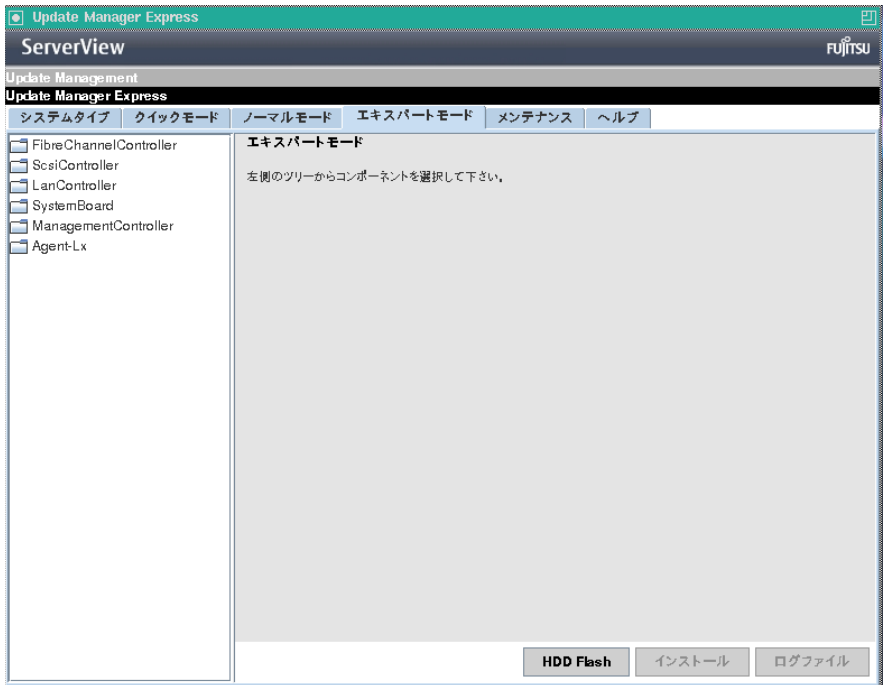 Update Manager Express
ServerView
FUJITSU
Update Management
Update Manager Express
システムタイプ クイックモード ノーマルモード エキスパートモード メンテナンス ヘルプ
FibreChannelController
ScsiController
LanController
SystemBoard
ManagementController
Agent-Lx
エキスパートモード
左側のツリーからコンポーネントを選択して下さい。
HDD Flash インストール ログファイル